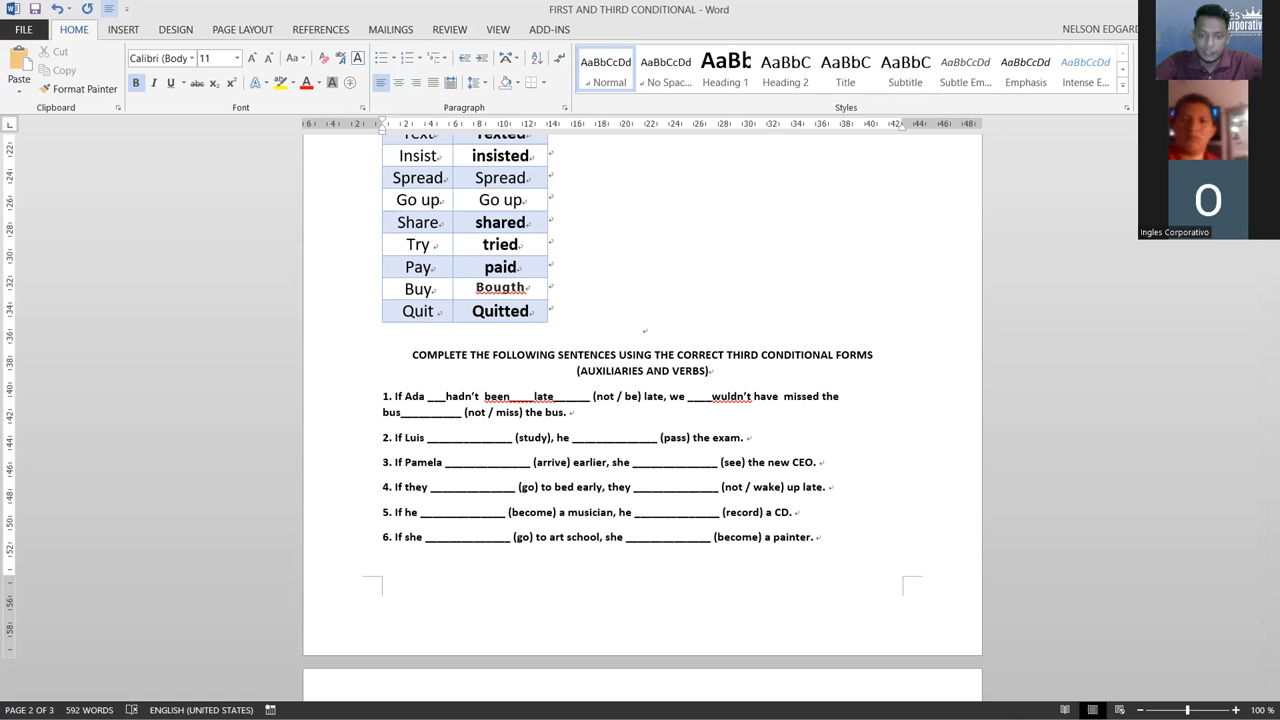 FIRST AND THIRD CONDITIONAL - Word
FILE HOME INSERT DESIGN PAGE LAYOUT REFERENCES MAILINGS REVIEW VIEW ADD-INS NELSON EDGARD
Paste
Cut
Copy
Format Painter
Clipboard
Calibri (Body 11
Font
Paragraph
AaBbCcDd AaBbCcDd AaBb AaBbC AaBbC AaBbC AaBbCcDd AaBbCcDd AaBbCcDd
Normal No Spac... Heading 1 Heading 2 Title Subtitle Subtle Em... Emphasis Intense E...
Styles
Ingles Corporativo
O
Text Texted
Insist insisted
Spread Spread
Go up Go up
Share shared
Try tried
Pay paid
Buy Bougth
Quit Quitted
COMPLETE THE FOLLOWING SENTENCES USING THE CORRECT THIRD CONDITIONAL FORMS
(AUXILIARIES AND VERBS)
1. If Ada ___hadn't been____late______ (not / be) late, we ____wuldn't have missed the
bus__________ (not / miss) the bus.
2. If Luis ______________ (study), he ______________ (pass) the exam.
3. If Pamela ______________ (arrive) earlier, she ______________ (see) the new CEO.
4. If they ______________ (go) to bed early, they ______________ (not / wake) up late.
5. If he ______________ (become) a musician, he ______________ (record) a CD.
6. If she ______________ (go) to art school, she ______________ (become) a painter.
PAGE 2 OF 3 592 WORDS ENGLISH (UNITED STATES) 100 %